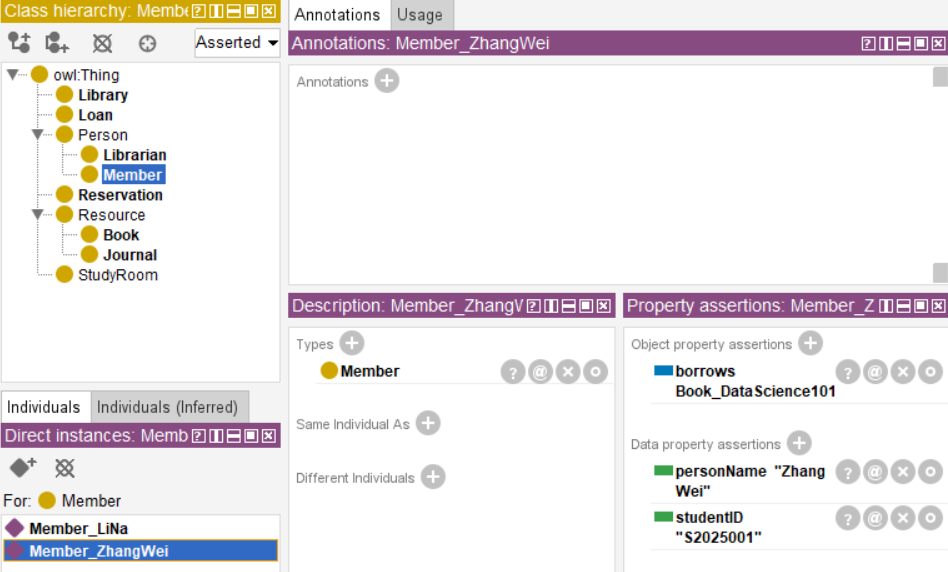 Class hierarchy: Membe
Asserted
owl:Thing
Library
Loan
Person
Librarian
Member
Reservation
Resource
Book
Journal
StudyRoom
Individuals Individuals (Inferred)
Direct instances: Memb
For: Member
Member_LiNa
Member_ZhangWei
Annotations Usage
Annotations: Member_ZhangWei
Annotations
Description: Member_ZhangW
Types
Member
Same Individual As
Different Individuals
Property assertions: Member_Z
Object property assertions
borrows
Book_DataScience101
Data property assertions
personName "Zhang
Wei"
studentID
"S2025001"